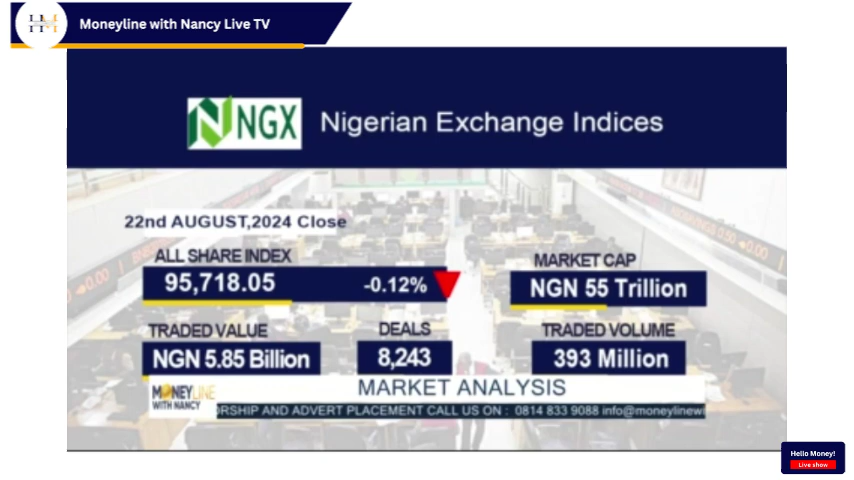 Moneyline with Nancy Live TV
NGX
Nigerian Exchange Indices
22nd AUGUST,2024 Close
ALL SHARE INDEX
95,718.05
-0.12%
MARKET CAP
NGN 55 Trillion
TRADED VALUE
NGN 5.85 Billion
DEALS
8,243
TRADED VOLUME
393 Million
MONEYLINE
WITH NANCY
MARKET ANALYSIS
ORSHIP AND ADVERT PLACEMENT CALL US ON : 0814 833 9088 info@moneylinewi
Hello Money!
Live show